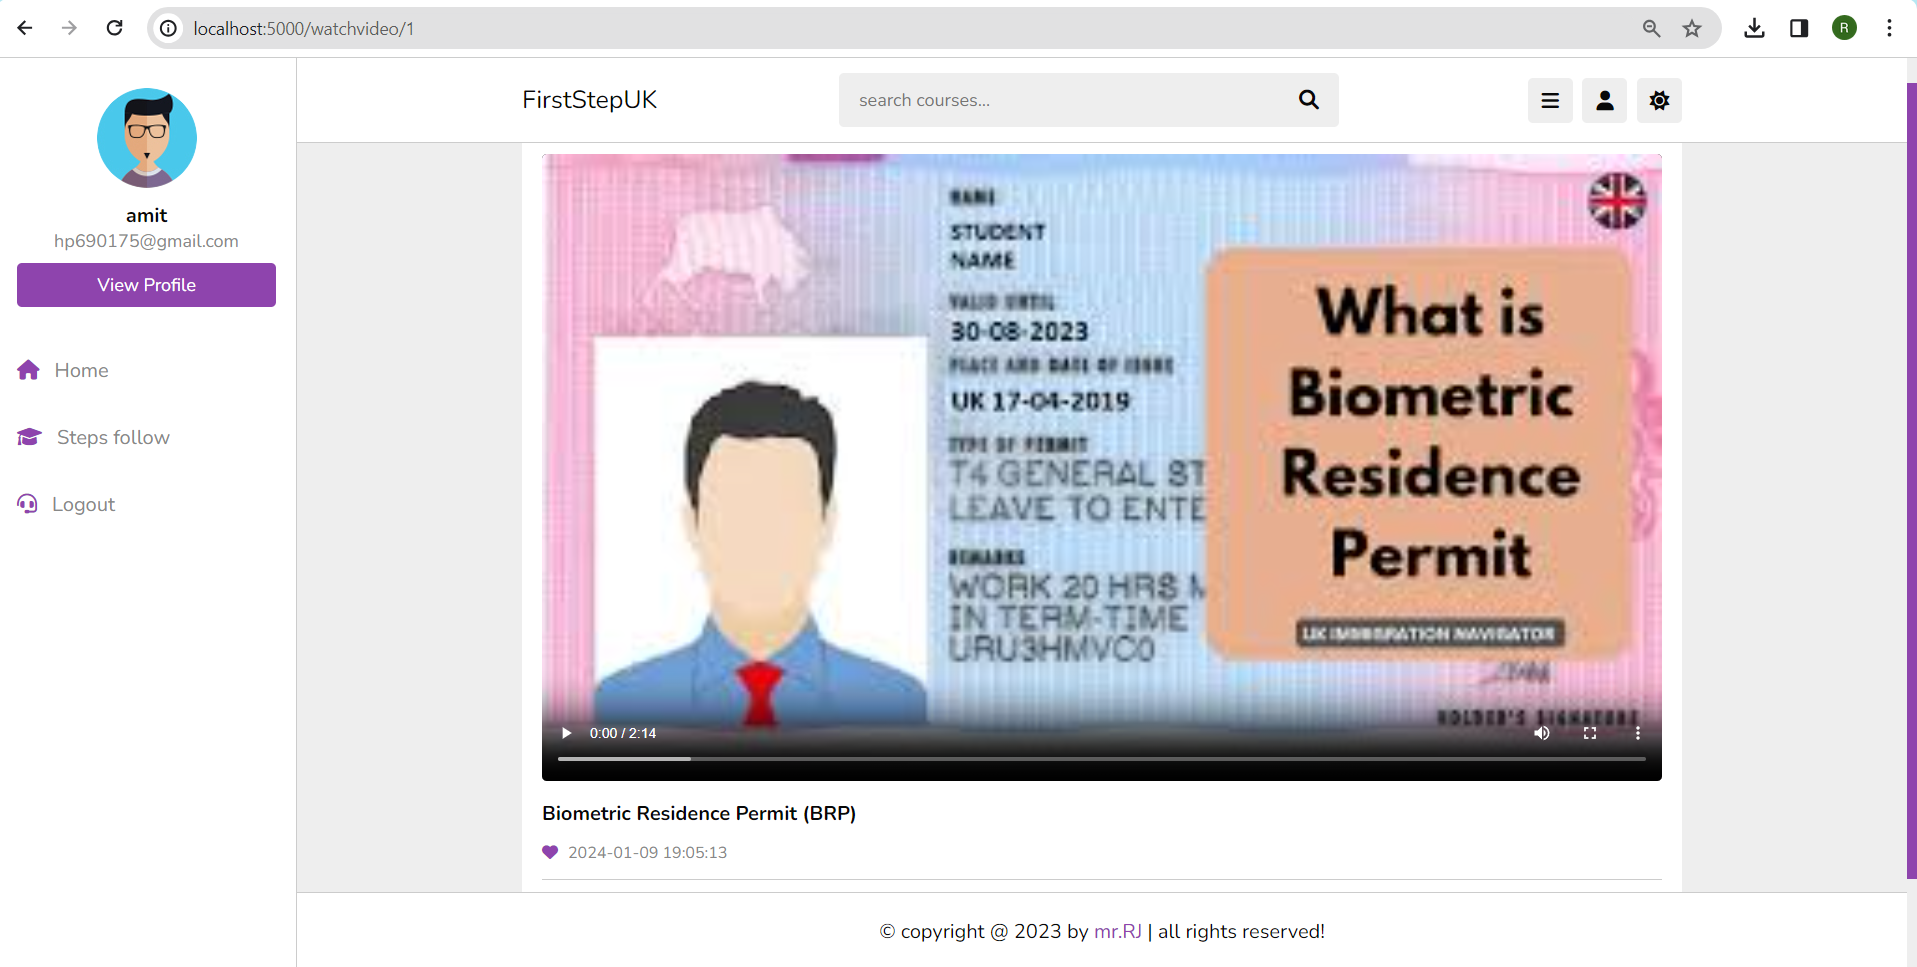 localhost:5000/watchvideo/1
R
FirstStepUK
search courses...
amit
hp690175@gmail.com
View Profile
Home
Steps follow
Logout
NAME
STUDENT
NAME
VALID UNTIL
30-08-2023
PLACE AND DATE OF ISSUE
UK 17-04-2019
TYPE OF PERMIT
T4 GENERAL ST
LEAVE TO ENTE
REMARKS
WORK 20 HRS M
IN TERM-TIME
URU3HMVC0
What is
Biometric
Residence
Permit
UK IMMIGRATION NAVIGATOR
HOLDER'S SIGNATURE
0:00 / 2:14
Biometric Residence Permit (BRP)
2024-01-09 19:05:13
© copyright @ 2023 by mr.RJ | all rights reserved!